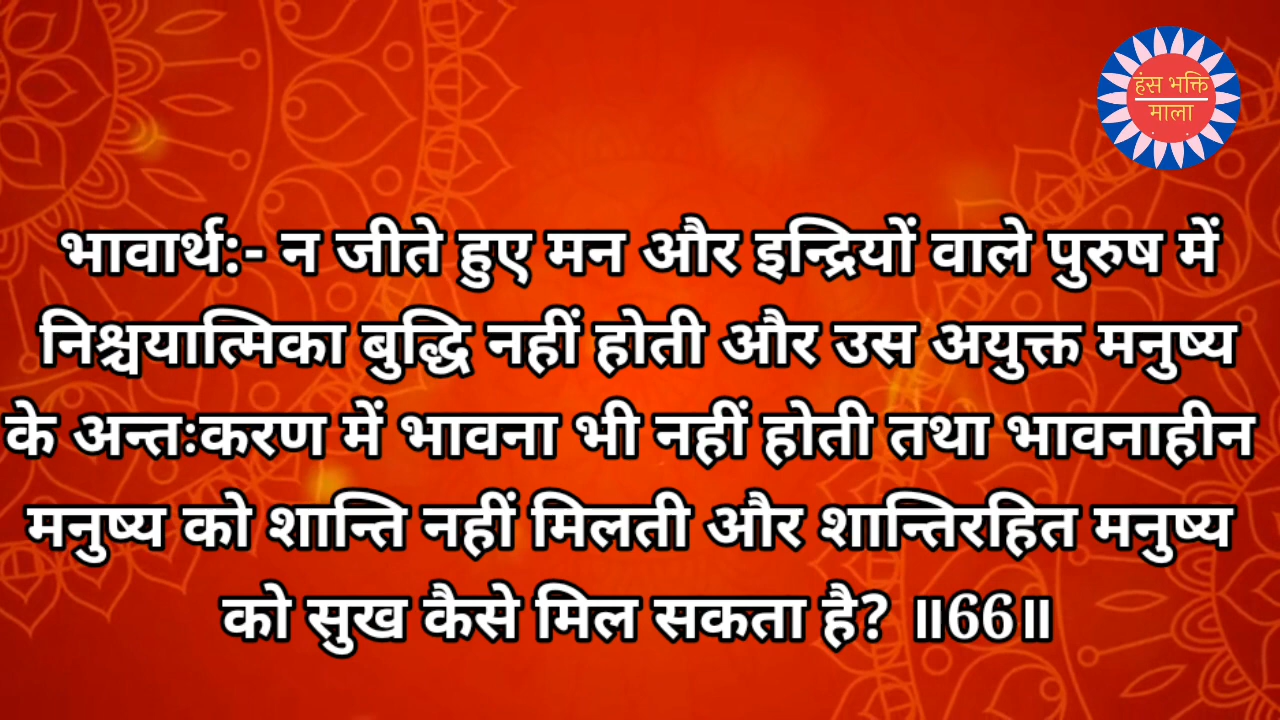 हंस भक्ति
माला
भावार्थ:- न जीते हुए मन और इन्द्रियों वाले पुरुष में
निश्चयात्मिका बुद्धि नहीं होती और उस अयुक्त मनुष्य
के अन्तःकरण में भावना भी नहीं होती तथा भावनाहीन
मनुष्य को शान्ति नहीं मिलती और शान्तिरहित मनुष्य
को सुख कैसे मिल सकता है? ॥66॥